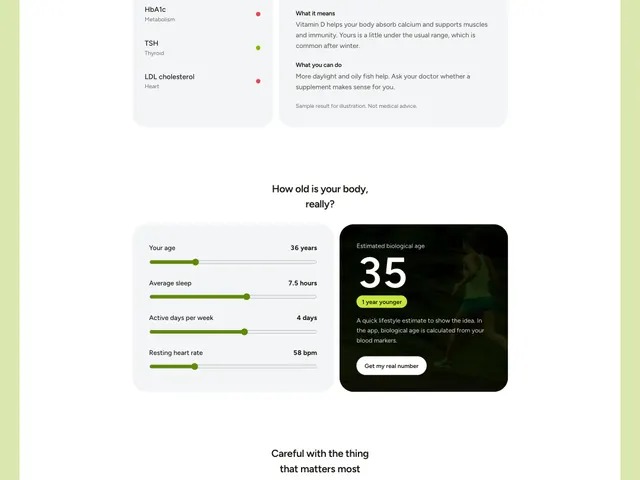 HbA1c
Metabolism
TSH
Thyroid
LDL cholesterol
Heart
What it means
Vitamin D helps your body absorb calcium and supports muscles
and immunity. Yours is a little under the usual range, which is
common after winter.
What you can do
More daylight and oily fish help. Ask your doctor whether a
supplement makes sense for you.
Sample result for illustration. Not medical advice.
How old is your body,
really?
Your age 36 years
Average sleep 7.5 hours
Active days per week 4 days
Resting heart rate 58 bpm
Estimated biological age
35
1 year younger
A quick lifestyle estimate to show the idea. In
the app, biological age is calculated from your
blood markers.
Get my real number
Careful with the thing
that matters most